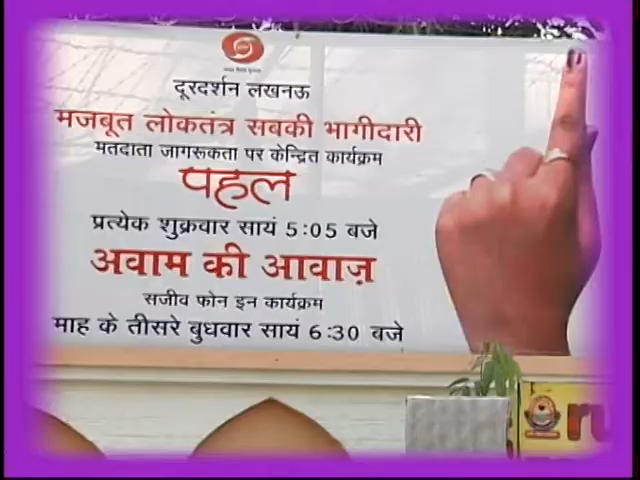 दूरदर्शन लखनऊ
मजबूत लोकतंत्र सबकी भागीदारी
मतदाता जागरूकता पर केन्द्रित कार्यक्रम
पहल
प्रत्येक शुक्रवार सायं 5:05 बजे
अवाम की आवाज़
सजीव फोन इन कार्यक्रम
माह के तीसरे बुधवार सायं 6:30 बजे